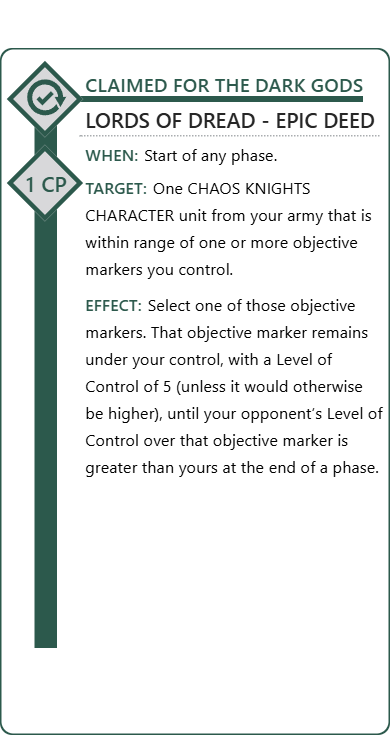 CLAIMED FOR THE DARK GODS
LORDS OF DREAD - EPIC DEED
WHEN: Start of any phase.
1 CP
TARGET: One CHAOS KNIGHTS
CHARACTER unit from your army that is
within range of one or more objective
markers you control.
EFFECT: Select one of those objective
markers. That objective marker remains
under your control, with a Level of
Control of 5 (unless it would otherwise
be higher), until your opponent’s Level of
Control over that objective marker is
greater than yours at the end of a phase.